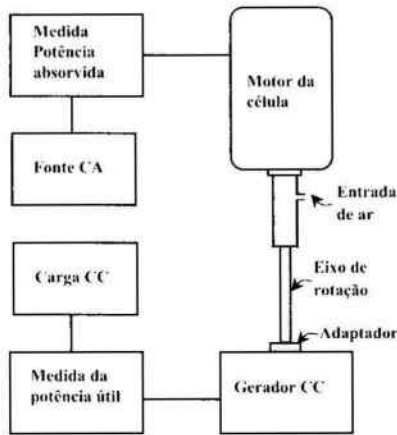 Medida
Potência
absorvida
Motor da
célula
Fonte CA
Entrada
de ar
Carga CC
Eixo de
rotação
Adaptador
Medida da
potência útil
Gerador CC